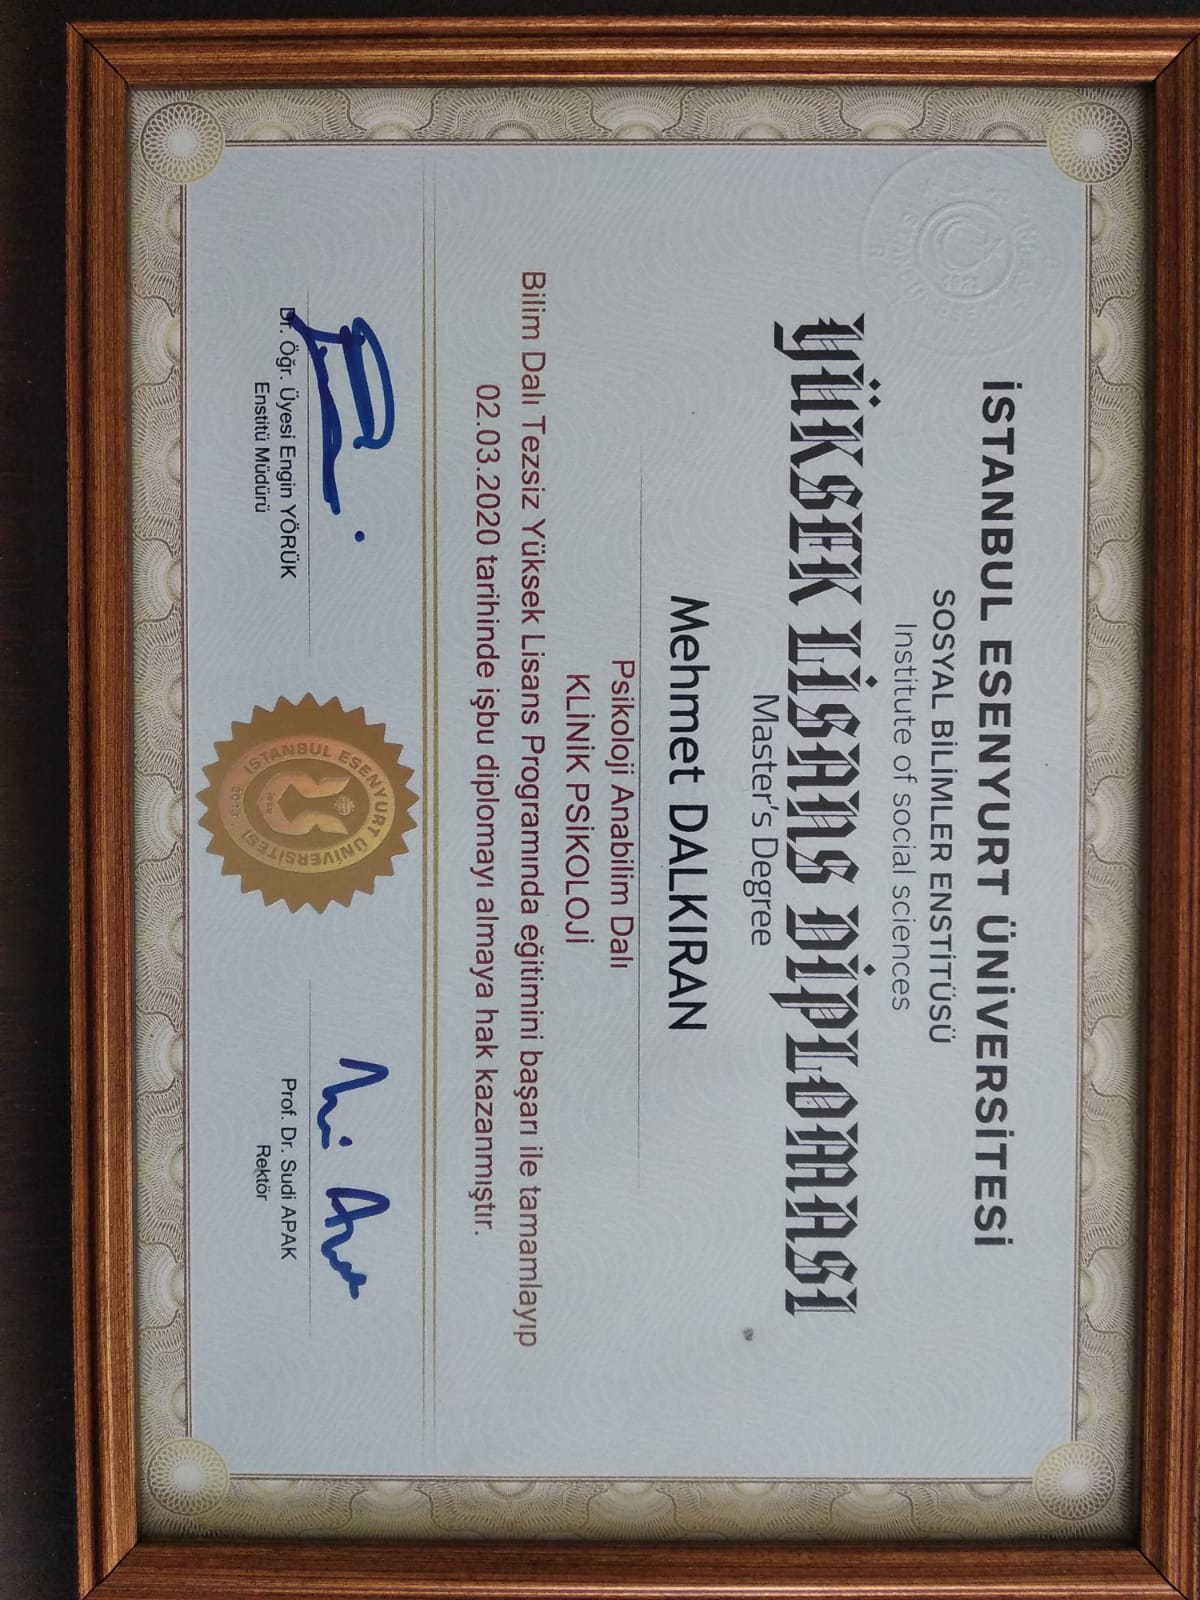 İSTANBUL ESENYURT ÜNİVERSİTESİ
SOSYAL BİLİMLER ENSTİTÜSÜ
Institute of social sciences
YÜKSEK LİSANS DİPLOMASI
Master's Degree
Mehmet DALKIRAN
Psikoloji Anabilim Dalı
KLİNİK PSİKOLOJİ
Bilim Dalı Tezsiz Yüksek Lisans Programında eğitimini başarı ile tamamlayıp
02.03.2020 tarihinde işbu diplomayı almaya hak kazanmıştır.
Dr. Öğr. Üyesi Engin YÖRÜK
Enstitü Müdürü
İSTANBUL ESENYURT ÜNİVERSİTESİ
2013
Prof. Dr. Sudi APAK
Rektör